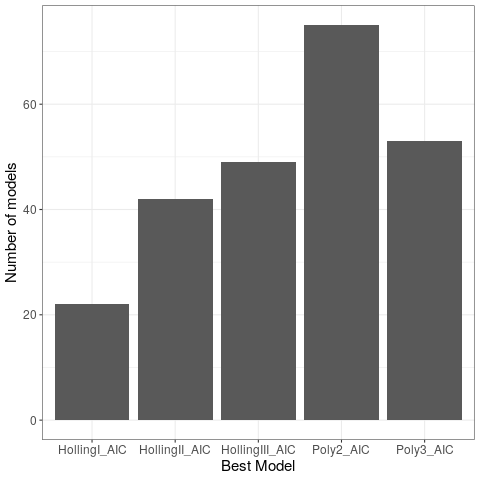 Number of models
60
40
20
0
HollingI_AIC HollingII_AIC HollingIII_AIC Poly2_AIC Poly3_AIC
Best Model